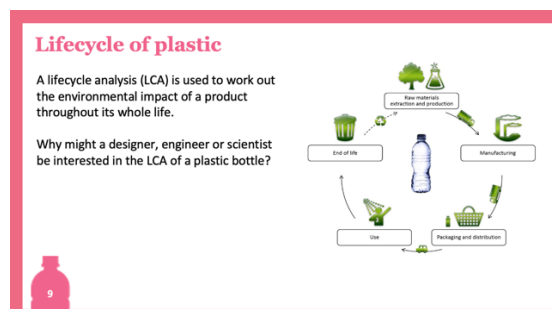 Lifecycle of plastic
A lifecycle analysis (LCA) is used to work out
the environmental impact of a product
throughout its whole life.
Why might a designer, engineer or scientist
be interested in the LCA of a plastic bottle?
Raw materials
extraction and production
End of life
Manufacturing
Use
Packaging and distribution
9